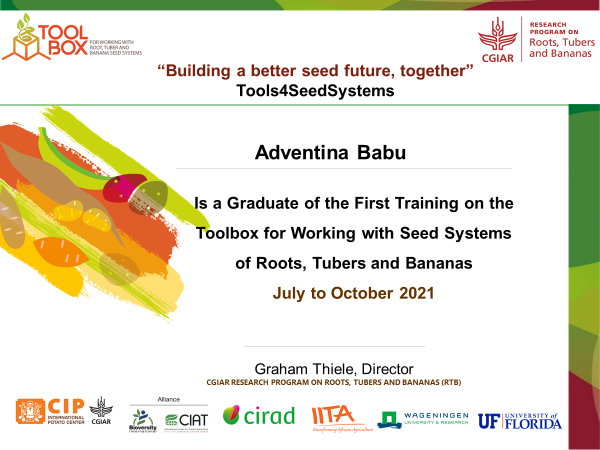 TOOL
BOX
FOR WORKING WITH
ROOT, TUBER AND
BANANA SEED SYSTEMS
CGIAR
RESEARCH
PROGRAM ON
Roots, Tubers
and Bananas
“Building a better seed future, together”
Tools4SeedSystems
Adventina Babu
Is a Graduate of the First Training on the
Toolbox for Working with Seed Systems
of Roots, Tubers and Bananas
July to October 2021
Graham Thiele, Director
CGIAR RESEARCH PROGRAM ON ROOTS, TUBERS AND BANANAS (RTB)
CIP
INTERNATIONAL
POTATO CENTER
CGIAR
Alliance
Bioversity
International
CIAT
cirad
IITA
Transforming African Agriculture
WAGENINGEN
UNIVERSITY & RESEARCH
UF
UNIVERSITY of
FLORIDA